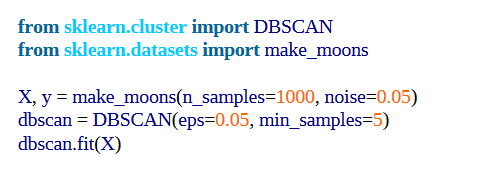 from sklearn.cluster import DBSCAN
from sklearn.datasets import make_moons
X, y = make_moons(n_samples=1000, noise=0.05)
dbscan = DBSCAN(eps=0.05, min_samples=5)
dbscan.fit(X)